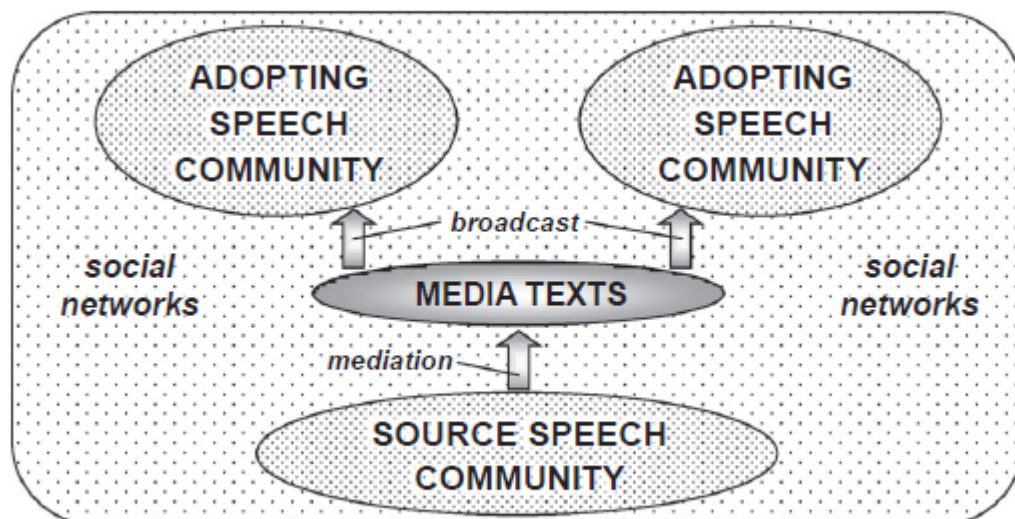 ADOPTING
SPEECH
COMMUNITY
ADOPTING
SPEECH
COMMUNITY
broadcast
social
networks
MEDIA TEXTS
social
networks
mediation
SOURCE SPEECH
COMMUNITY